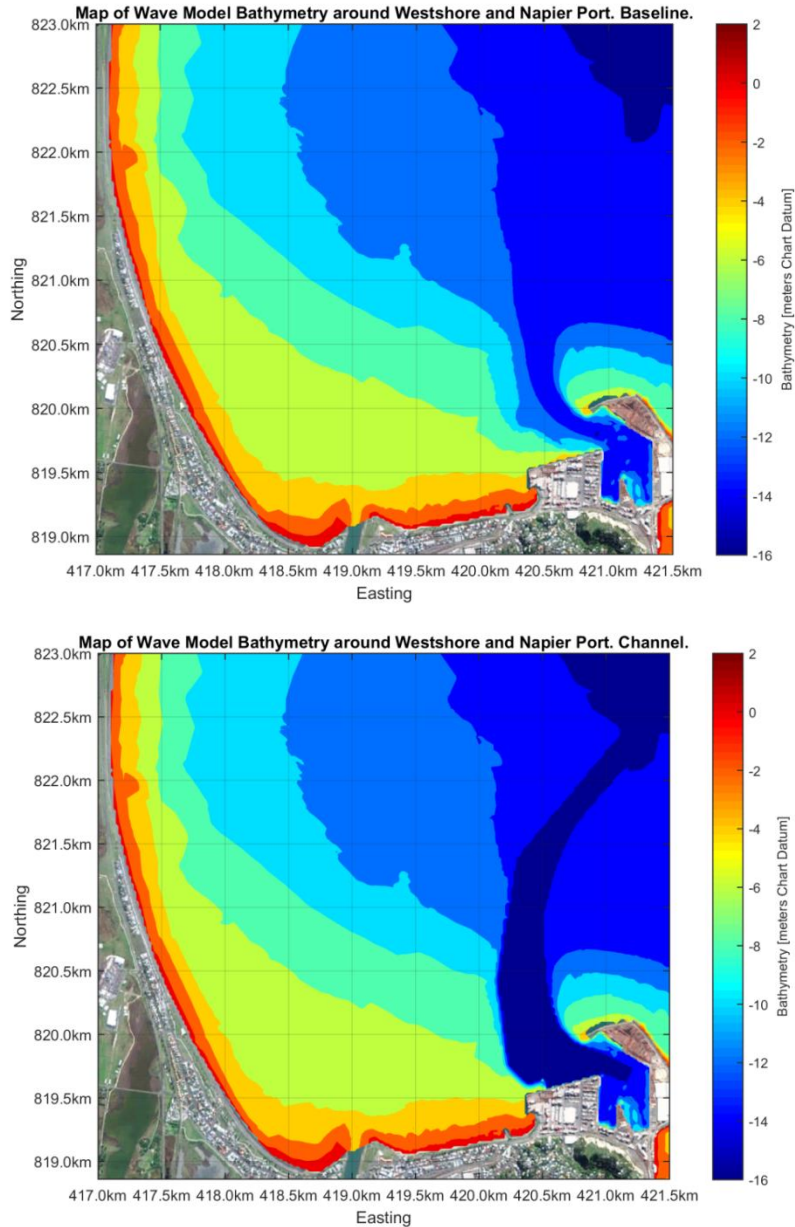 Map of Wave Model Bathymetry around Westshore and Napier Port. Baseline.
823.0km
822.5km
822.0km
821.5km
821.0km
820.5km
820.0km
819.5km
819.0km
Northing
417.0km 417.5km 418.0km 418.5km 419.0km 419.5km 420.0km 420.5km 421.0km 421.5km
Easting
2
0
-2
-4
-6
-8
-10
-12
-14
-16
Bathymetry [meters Chart Datum]
Map of Wave Model Bathymetry around Westshore and Napier Port. Channel.
823.0km
822.5km
822.0km
821.5km
821.0km
820.5km
820.0km
819.5km
819.0km
Northing
417.0km 417.5km 418.0km 418.5km 419.0km 419.5km 420.0km 420.5km 421.0km 421.5km
Easting
2
0
-2
-4
-6
-8
-10
-12
-14
-16
Bathymetry [meters Chart Datum]